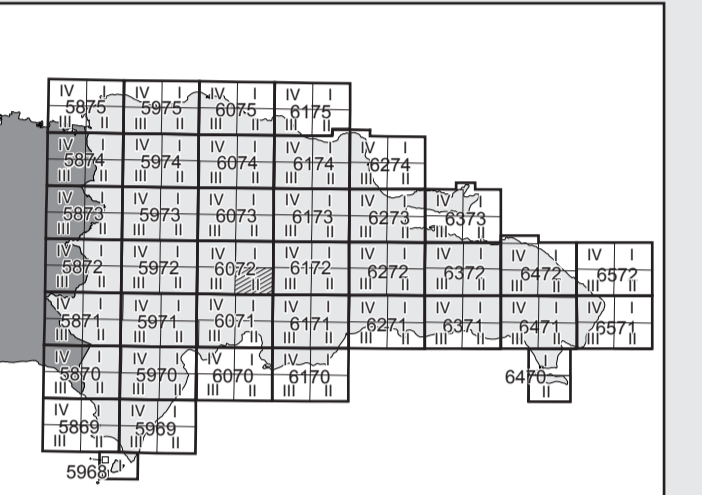 IV I IV I IV I IV I
5875 5975 6075 6175
III II III II III II III II
IV I IV I IV I IV I IV I
5874 5974 6074 6174 6274
III II III II III II III II III II
IV I IV I IV I IV I IV I IV I
5873 5973 6073 6173 6273 6373
III II III II III II III II III II III II
IV I IV I IV I IV I IV I IV I IV I IV I
5872 5972 6072 6172 6272 6372 6472 6572
III II III II III II III II III II III II III II III II
IV I IV I IV I IV I IV I IV I IV I IV I
5871 5971 6071 6171 6271 6371 6471 6571
III II III II III II III II III II III II III II III II
IV I IV I IV I IV I I
5870 5970 6070 6170 6470
III II III II III II III II II
IV I IV I
5869 5969
III II III II
5968